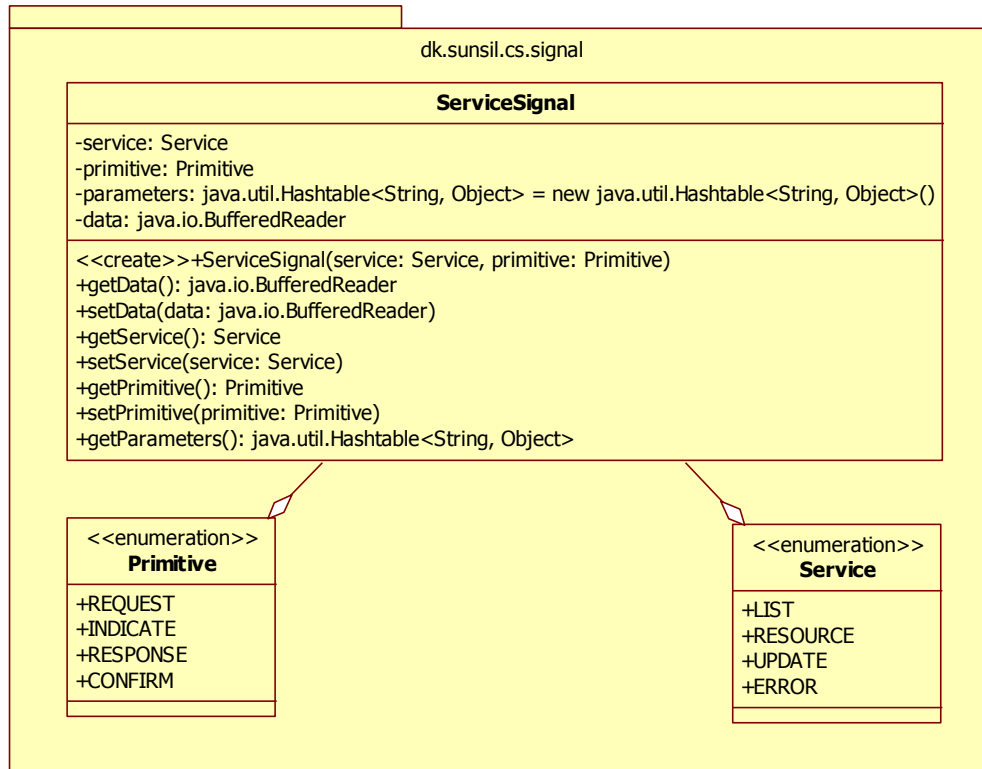 dk.sunsil.cs.signal
ServiceSignal
-service: Service
-primitive: Primitive
-parameters: java.util.Hashtable<String, Object> = new java.util.Hashtable<String, Object>()
-data: java.io.BufferedReader
<<create>>+ServiceSignal(service: Service, primitive: Primitive)
+getData(): java.io.BufferedReader
+setData(data: java.io.BufferedReader)
+getService(): Service
+setService(service: Service)
+getPrimitive(): Primitive
+setPrimitive(primitive: Primitive)
+getParameters(): java.util.Hashtable<String, Object>
<<enumeration>>
Primitive
+REQUEST
+INDICATE
+RESPONSE
+CONFIRM
<<enumeration>>
Service
+LIST
+RESOURCE
+UPDATE
+ERROR